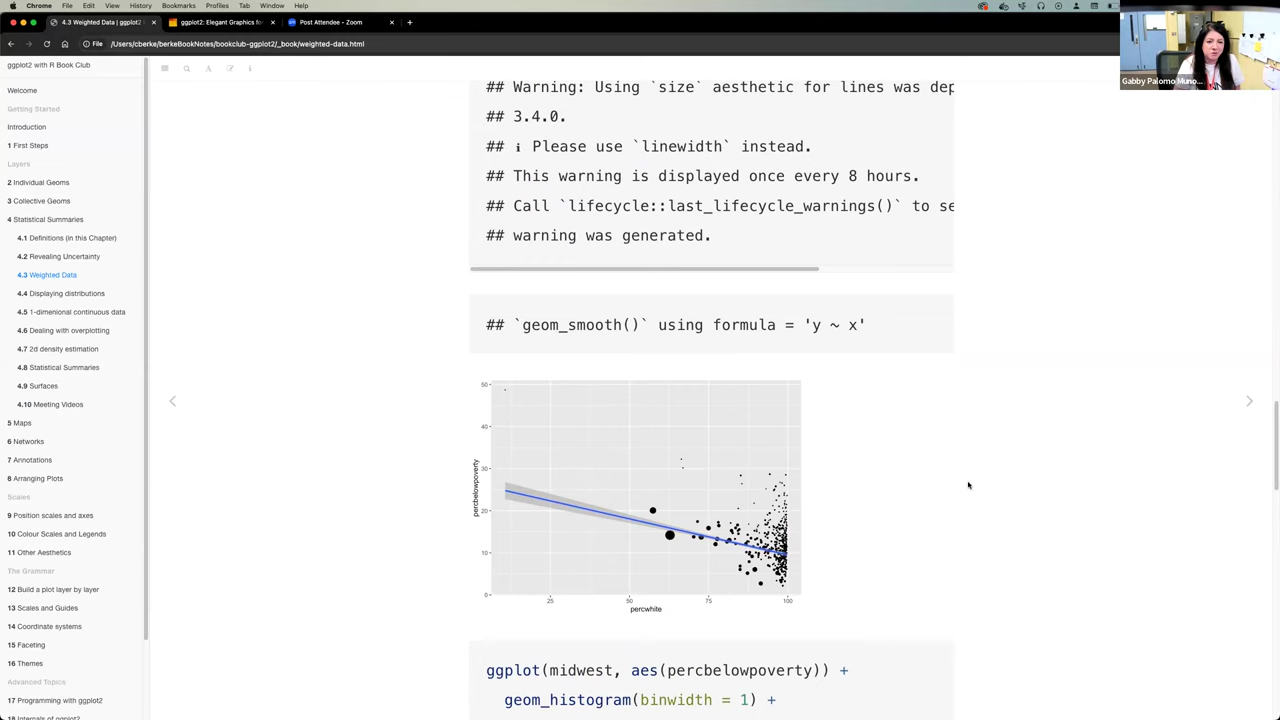 Chrome File Edit View History Bookmarks Profiles Tab Window Help
4.3 Weighted Data | ggplot2 ggplot2: Elegant Graphics fo Post Attendee - Zoom
File /Users/cberke/berkeBookNotes/bookclub-ggplot2/_book/weighted-data.html
Gabby Palomo Muno...
ggplot2 with R Book Club
Welcome
Getting Started
Introduction
1 First Steps
Layers
2 Individual Geoms
3 Collective Geoms
4 Statistical Summaries
4.1 Definitions (in this Chapter)
4.2 Revealing Uncertainty
4.3 Weighted Data
4.4 Displaying distributions
4.5 1-dimenional continuous data
4.6 Dealing with overplotting
4.7 2d density estimation
4.8 Statistical Summaries
4.9 Surfaces
4.10 Meeting Videos
5 Maps
6 Networks
7 Annotations
8 Arranging Plots
Scales
9 Position scales and axes
10 Colour Scales and Legends
11 Other Aesthetics
The Grammar
12 Build a plot layer by layer
13 Scales and Guides
14 Coordinate systems
15 Faceting
16 Themes
Advanced Topics
17 Programming with ggplot2
18 Internals of ggplot2
## Warning: Using `size` aesthetic for lines was dep
## 3.4.0.
## ℹ Please use `linewidth` instead.
## This warning is displayed once every 8 hours.
## Call `lifecycle::last_lifecycle_warnings()` to se
## warning was generated.
## `geom_smooth()` using formula = 'y ~ x'
50
40
30
20
10
0
percbelowpoverty
25 50 75 100
percwhite
ggplot(midwest, aes(percbelowpoverty)) +
geom_histogram(binwidth = 1) +